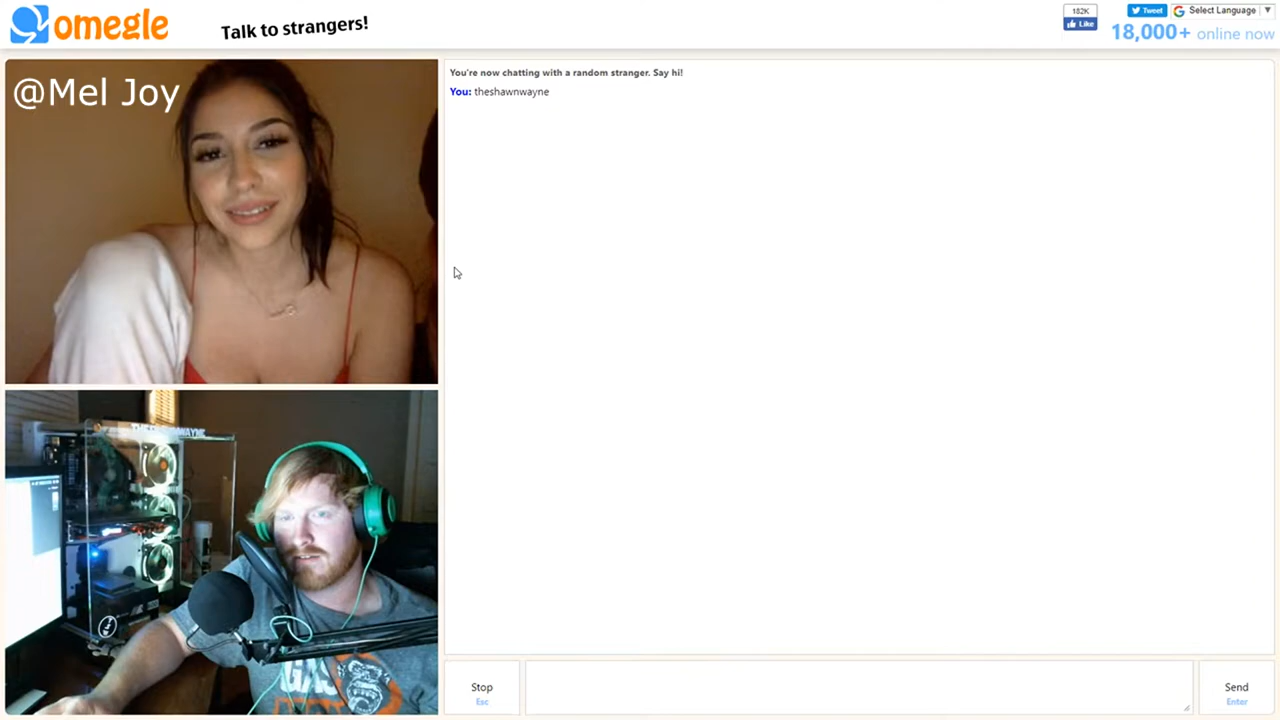 omegle
Talk to strangers!
182K
Like
Tweet
Select Language ▼
18,000+ online now
@Mel Joy
You're now chatting with a random stranger. Say hi!
You: theshawnwayne
Stop
Esc
Send
Enter
GAS